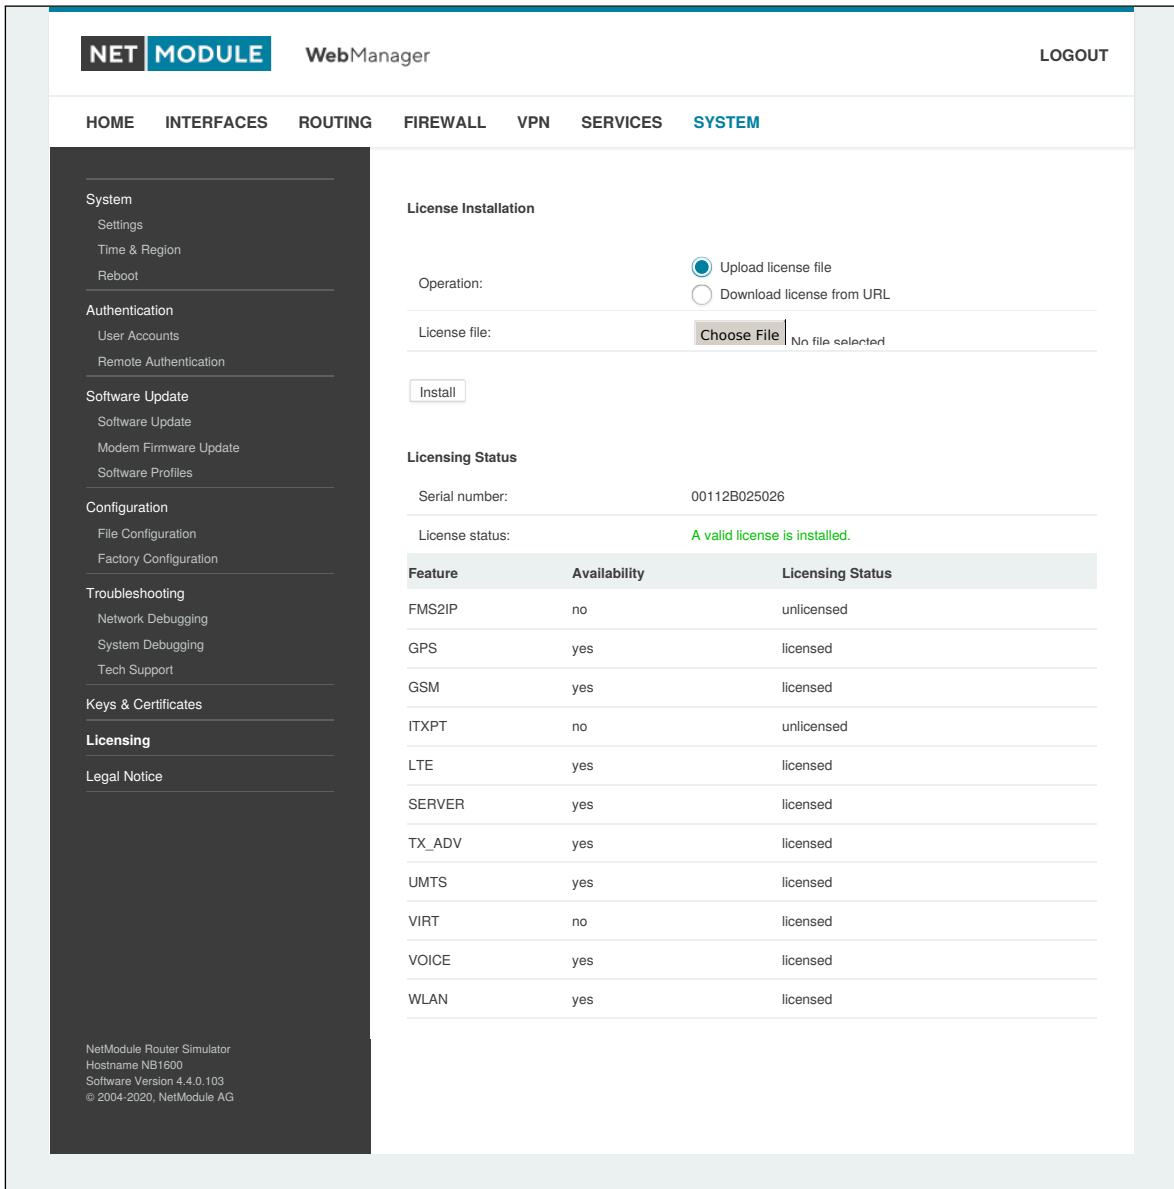 NET MODULE WebManager LOGOUT
HOME INTERFACES ROUTING FIREWALL VPN SERVICES SYSTEM
System
Settings
Time & Region
Reboot
Authentication
User Accounts
Remote Authentication
Software Update
Software Update
Modem Firmware Update
Software Profiles
Configuration
File Configuration
Factory Configuration
Troubleshooting
Network Debugging
System Debugging
Tech Support
Keys & Certificates
Licensing
Legal Notice
NetModule Router Simulator
Hostname NB1600
Software Version 4.4.0.103
© 2004-2020, NetModule AG
License Installation
Operation: Upload license file
Download license from URL
License file: Choose File No file selected
Install
Licensing Status
Serial number: 00112B025026
License status: A valid license is installed.
Feature Availability Licensing Status
FMS2IP no unlicensed
GPS yes licensed
GSM yes licensed
ITXPT no unlicensed
LTE yes licensed
SERVER yes licensed
TX_ADV yes licensed
UMTS yes licensed
VIRT no licensed
VOICE yes licensed
WLAN yes licensed